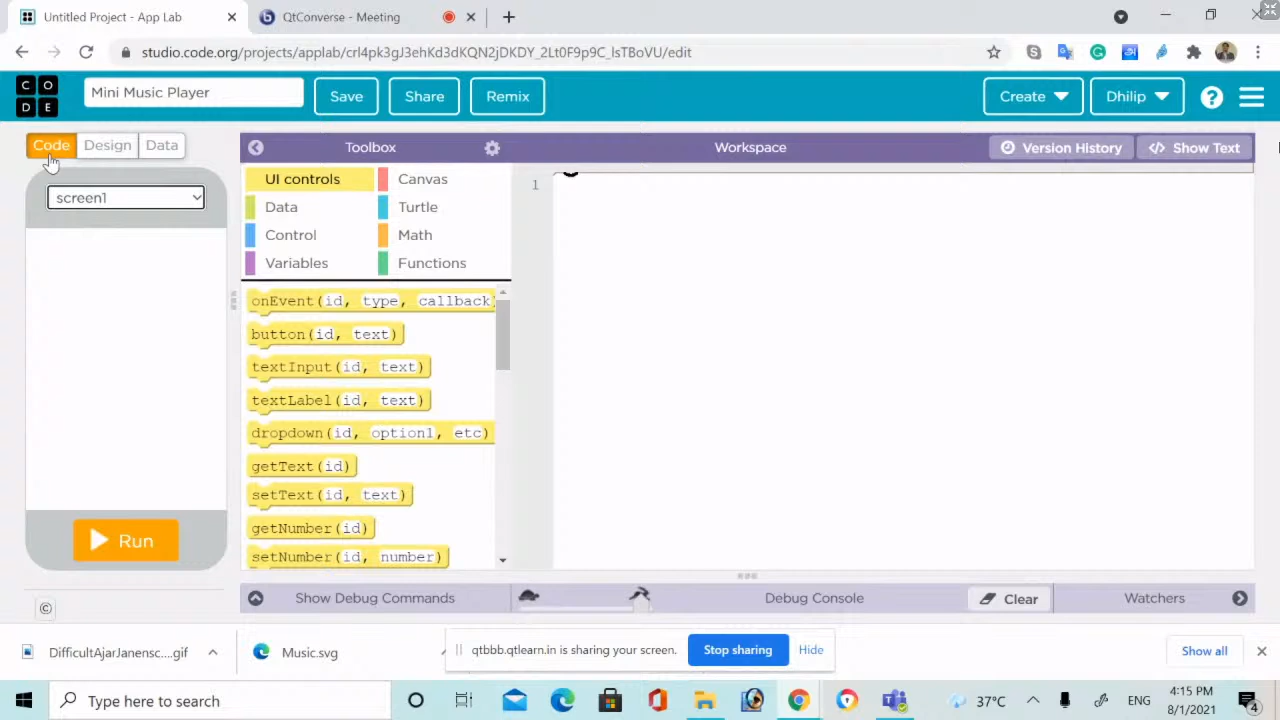 Untitled Project - App Lab
QtConverse - Meeting
studio.code.org/projects/applab/crl4pk3gJ3ehKd3dKQN2jDKDY_2Lt0F9p9C_lsTBoVU/edit
CODE
Mini Music Player
Save
Share
Remix
Create
Dhilip
?
Code
Design
Data
Toolbox
Workspace
Version History
Show Text
screen1
UI controls
Canvas
Data
Turtle
Control
Math
Variables
Functions
1
onEvent(id, type, callback)
button(id, text)
textInput(id, text)
textLabel(id, text)
dropdown(id, option1, etc)
getText(id)
setText(id, text)
getNumber(id)
setNumber(id, number)
Run
©
Show Debug Commands
Debug Console
Clear
Watchers
DifficultAjarJanensc....gif
Music.svg
qtbbb.qtlearn.in is sharing your screen.
Stop sharing
Hide
Show all
Type here to search
37°C
ENG
4:15 PM
8/1/2021
4